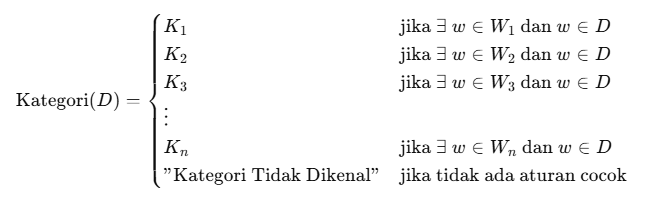 K₁ jika ∃ w ∈ W₁ dan w ∈ D
K₂ jika ∃ w ∈ W₂ dan w ∈ D
K₃ jika ∃ w ∈ W₃ dan w ∈ D
Kategori(D) = {
⋮
Kₙ jika ∃ w ∈ Wₙ dan w ∈ D
"Kategori Tidak Dikenal" jika tidak ada aturan cocok